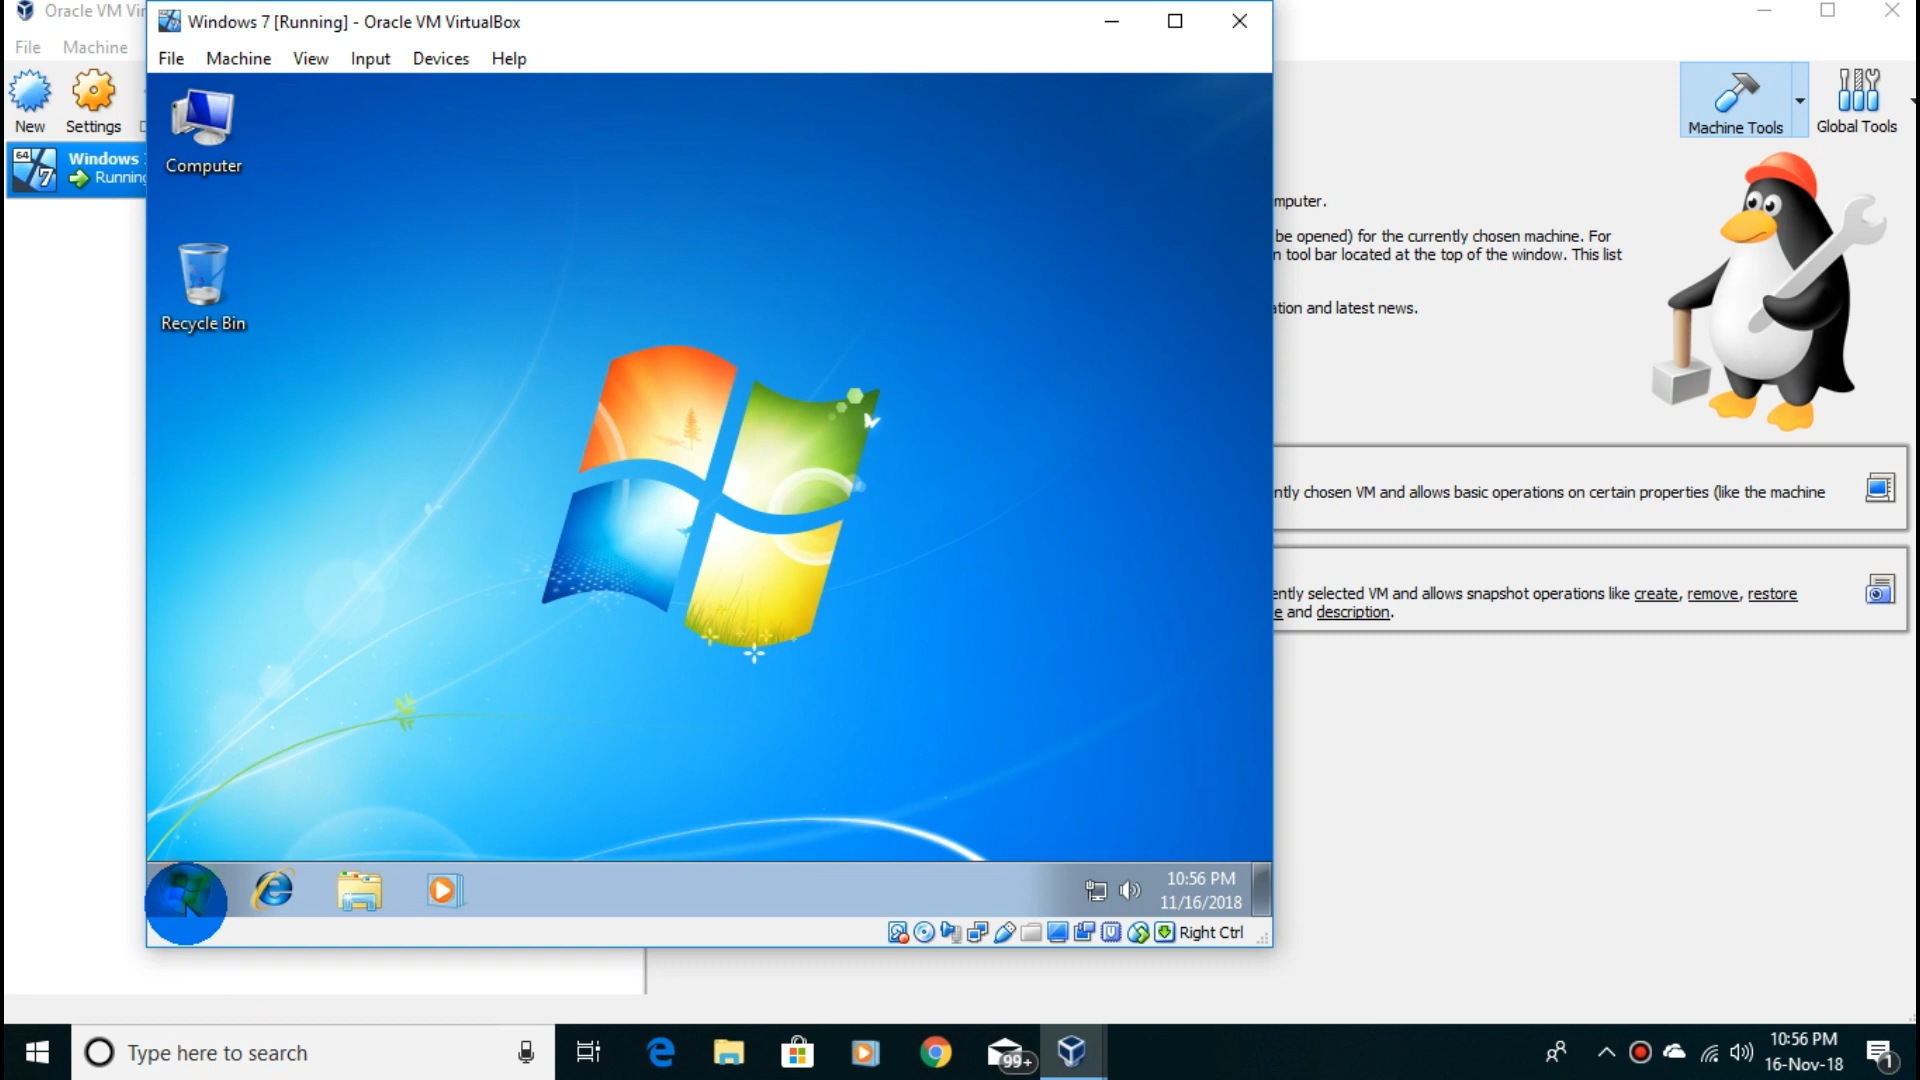 Oracle VM Vir
File Machine
New
Settings
64
7
Windows
Running
Windows 7 [Running] - Oracle VM VirtualBox
File Machine View Input Devices Help
Computer
Recycle Bin
10:56 PM
11/16/2018
Right Ctrl
Machine Tools
Global Tools
mputer.
be opened) for the currently chosen machine. For
n tool bar located at the top of the window. This list
ation and latest news.
ntly chosen VM and allows basic operations on certain properties (like the machine
ently selected VM and allows snapshot operations like create, remove, restore
e and description.
Type here to search
99+
10:56 PM
16-Nov-18
1